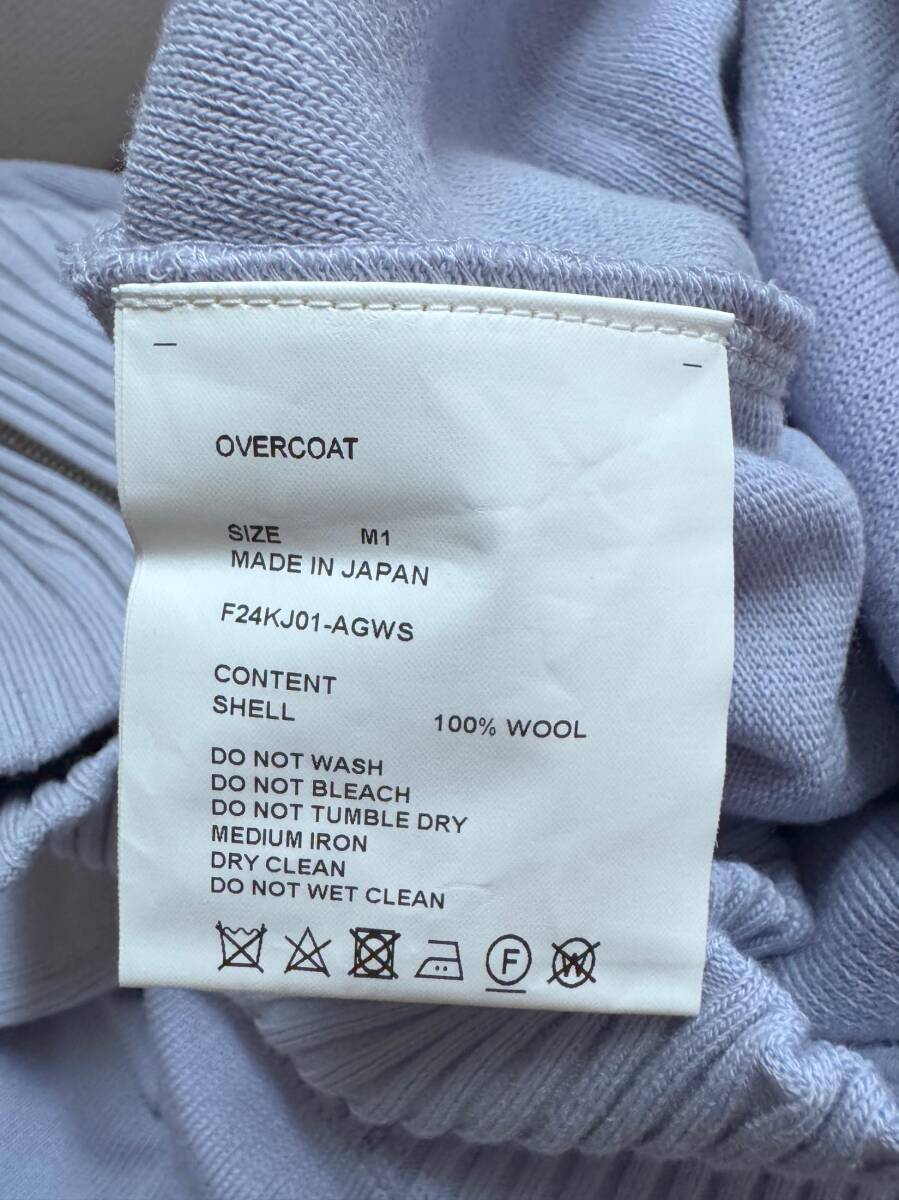 OVERCOAT
SIZE M1
MADE IN JAPAN
F24KJ01-AGWS
CONTENT
SHELL 100% WOOL
DO NOT WASH
DO NOT BLEACH
DO NOT TUMBLE DRY
MEDIUM IRON
DRY CLEAN
DO NOT WET CLEAN
F W